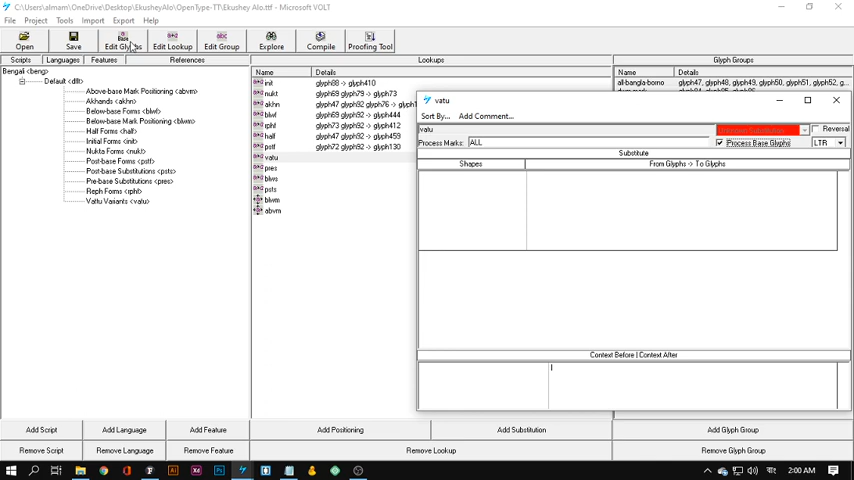 C:\Users\almam\OneDrive\Desktop\EkusheyAlo\OpenType-TT\Ekushey Alo.ttf - Microsoft VOLT
File Project Tools Import Export Help
Open Save Edit Glyphs Edit Lookup Edit Group Explore Compile Proofing Tool
Scripts Languages Features References Lookups Glyph Groups
Bengali <beng>
Default <dflt>
Above-base Mark Positioning <abvm>
Akhands <akhn>
Below-base Forms <blwf>
Below-base Mark Positioning <blwm>
Half Forms <half>
Initial Forms <init>
Nukta Forms <nukt>
Post-base Forms <pstf>
Post-base Substitutions <psts>
Pre-base Substitutions <pres>
Reph Forms <rphf>
Vattu Variants <vatu>
Name Details
init glyph88 -> glyph410
nukt glyph69 glyph79 -> glyph73
akhn glyph47 glyph92 glyph76 -> glyph1
blwf glyph69 glyph92 -> glyph444
rphf glyph73 glyph92 -> glyph412
half glyph47 glyph92 -> glyph459
pstf glyph72 glyph92 -> glyph130
vatu
pres
blws
psts
blwm
abvm
Name Details
all-bangla-borno glyph47, glyph48, glyph49, glyph50, glyph51, glyph52, g
vatu
Sort By... Add Comment...
vatu Unknown Substitution Reversal
Process Marks: ALL Process Base Glyphs LTR
Substitute
Shapes From Glyphs -> To Glyphs
Context Before | Context After
Add Script Add Language Add Feature Add Positioning Add Substitution Add Glyph Group
Remove Script Remove Language Remove Feature Remove Lookup Remove Glyph Group
বাং 2:00 AM